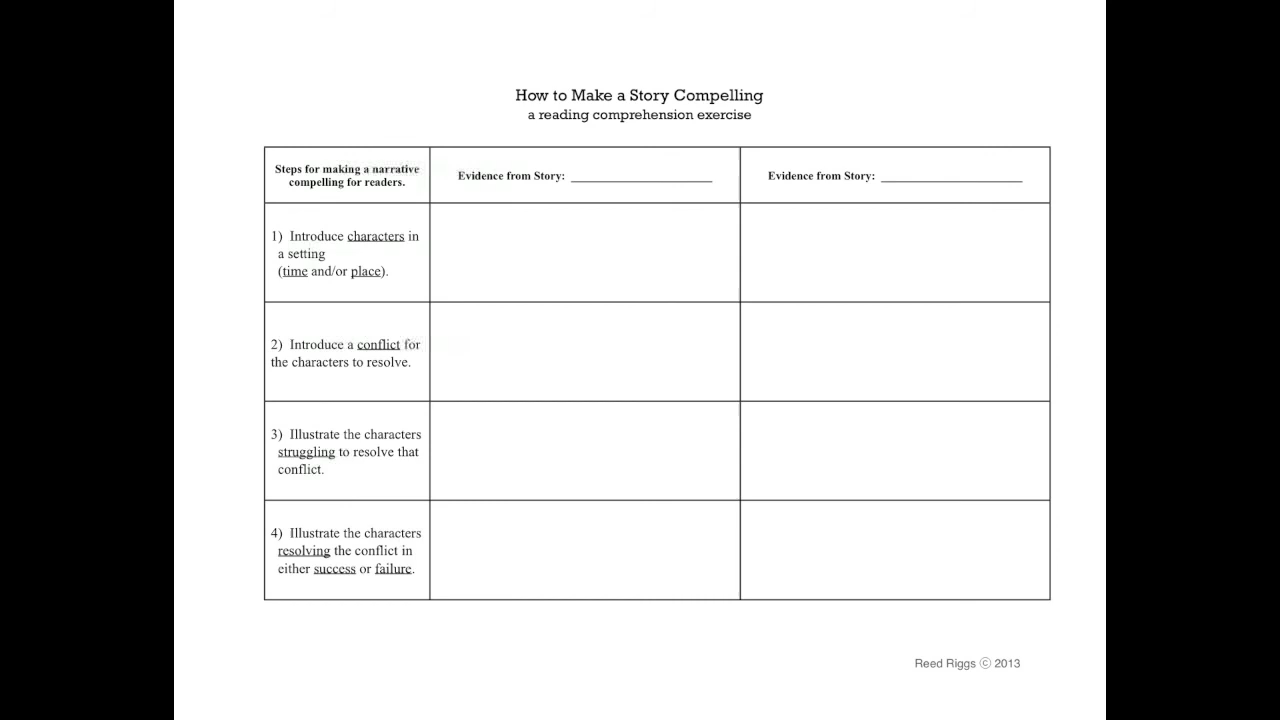 How to Make a Story Compelling
a reading comprehension exercise
Steps for making a narrative
compelling for readers.
Evidence from Story: ______________________
Evidence from Story: ______________________
1) Introduce characters in
a setting
(time and/or place).
2) Introduce a conflict for
the characters to resolve.
3) Illustrate the characters
struggling to resolve that
conflict.
4) Illustrate the characters
resolving the conflict in
either success or failure.
Reed Riggs ⓒ 2013